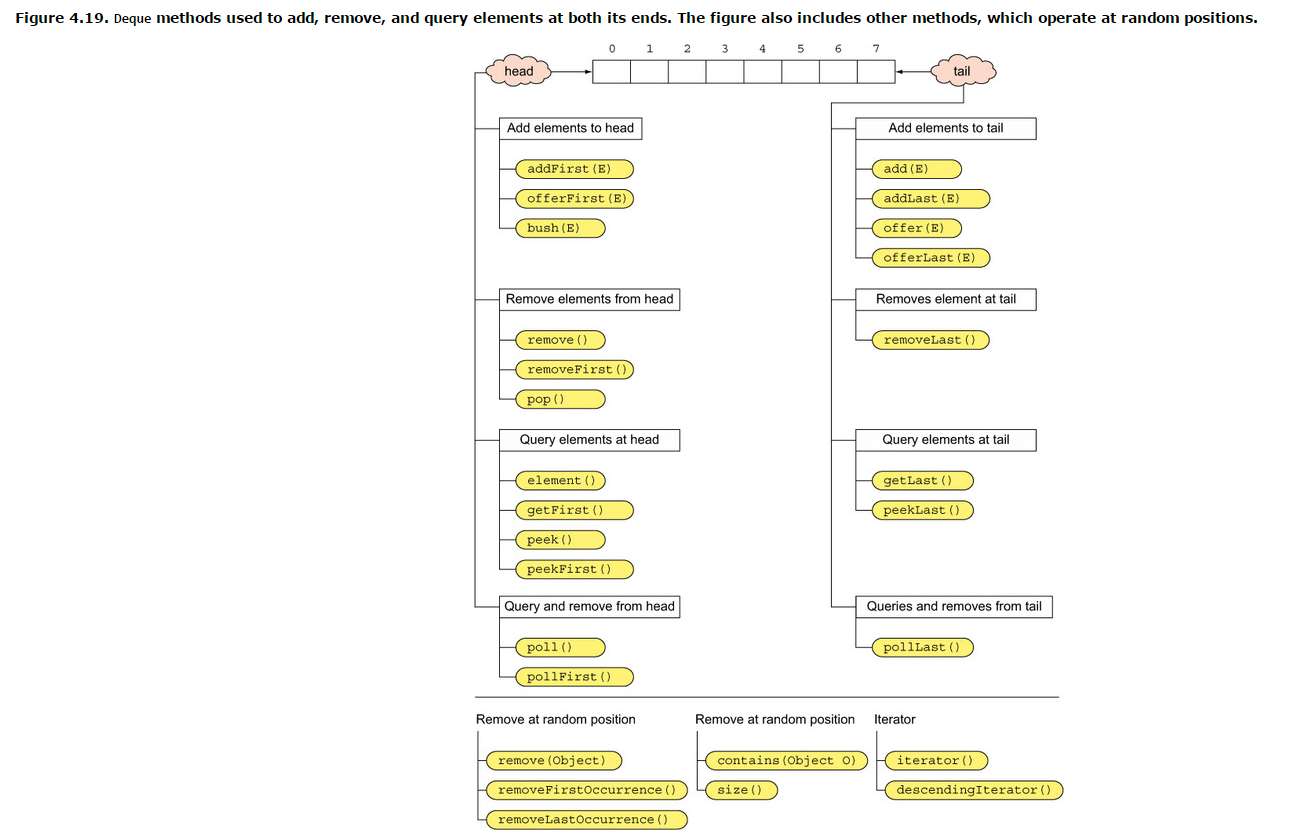 Figure 4.19. Deque methods used to add, remove, and query elements at both its ends. The figure also includes other methods, which operate at random positions.
0 1 2 3 4 5 6 7
head
tail
Add elements to head
addFirst(E)
offerFirst(E)
bush(E)
Remove elements from head
remove()
removeFirst()
pop()
Query elements at head
element()
getFirst()
peek()
peekFirst()
Query and remove from head
poll()
pollFirst()
Add elements to tail
add(E)
addLast(E)
offer(E)
offerLast(E)
Removes element at tail
removeLast()
Query elements at tail
getLast()
peekLast()
Queries and removes from tail
pollLast()
Remove at random position
remove(Object)
removeFirstOccurrence()
removeLastOccurrence()
Remove at random position
contains(Object O)
size()
Iterator
iterator()
descendingIterator()